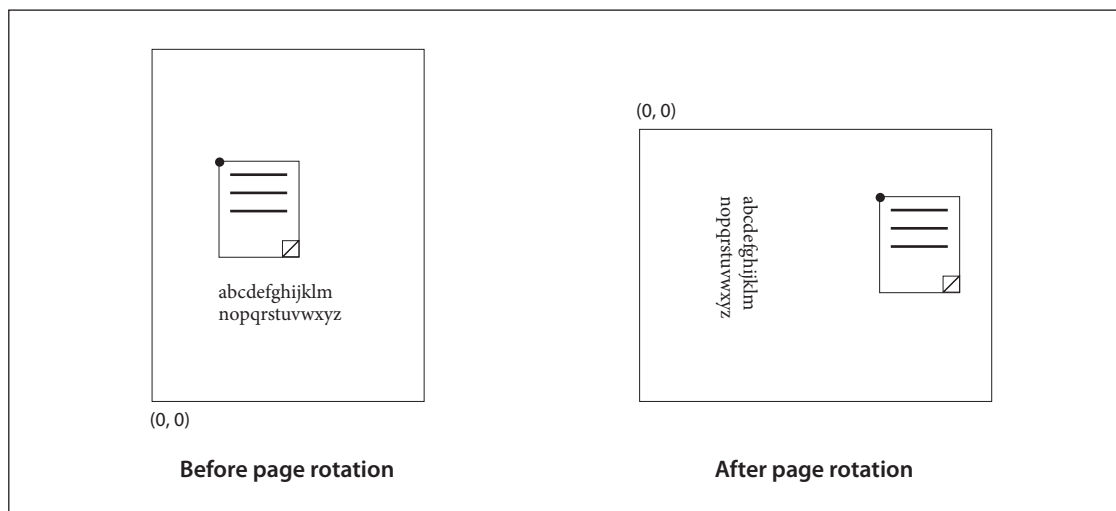 (0, 0)
abcdefghijklm
nopqrstuvwxyz
(0, 0)
Before page rotation
abcdefghijklm
nopqrstuvwxyz
After page rotation